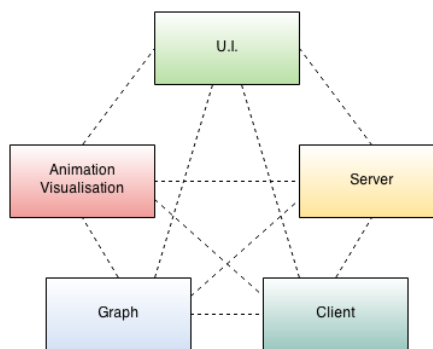 U.I.
Animation
Visualisation
Server
Graph
Client